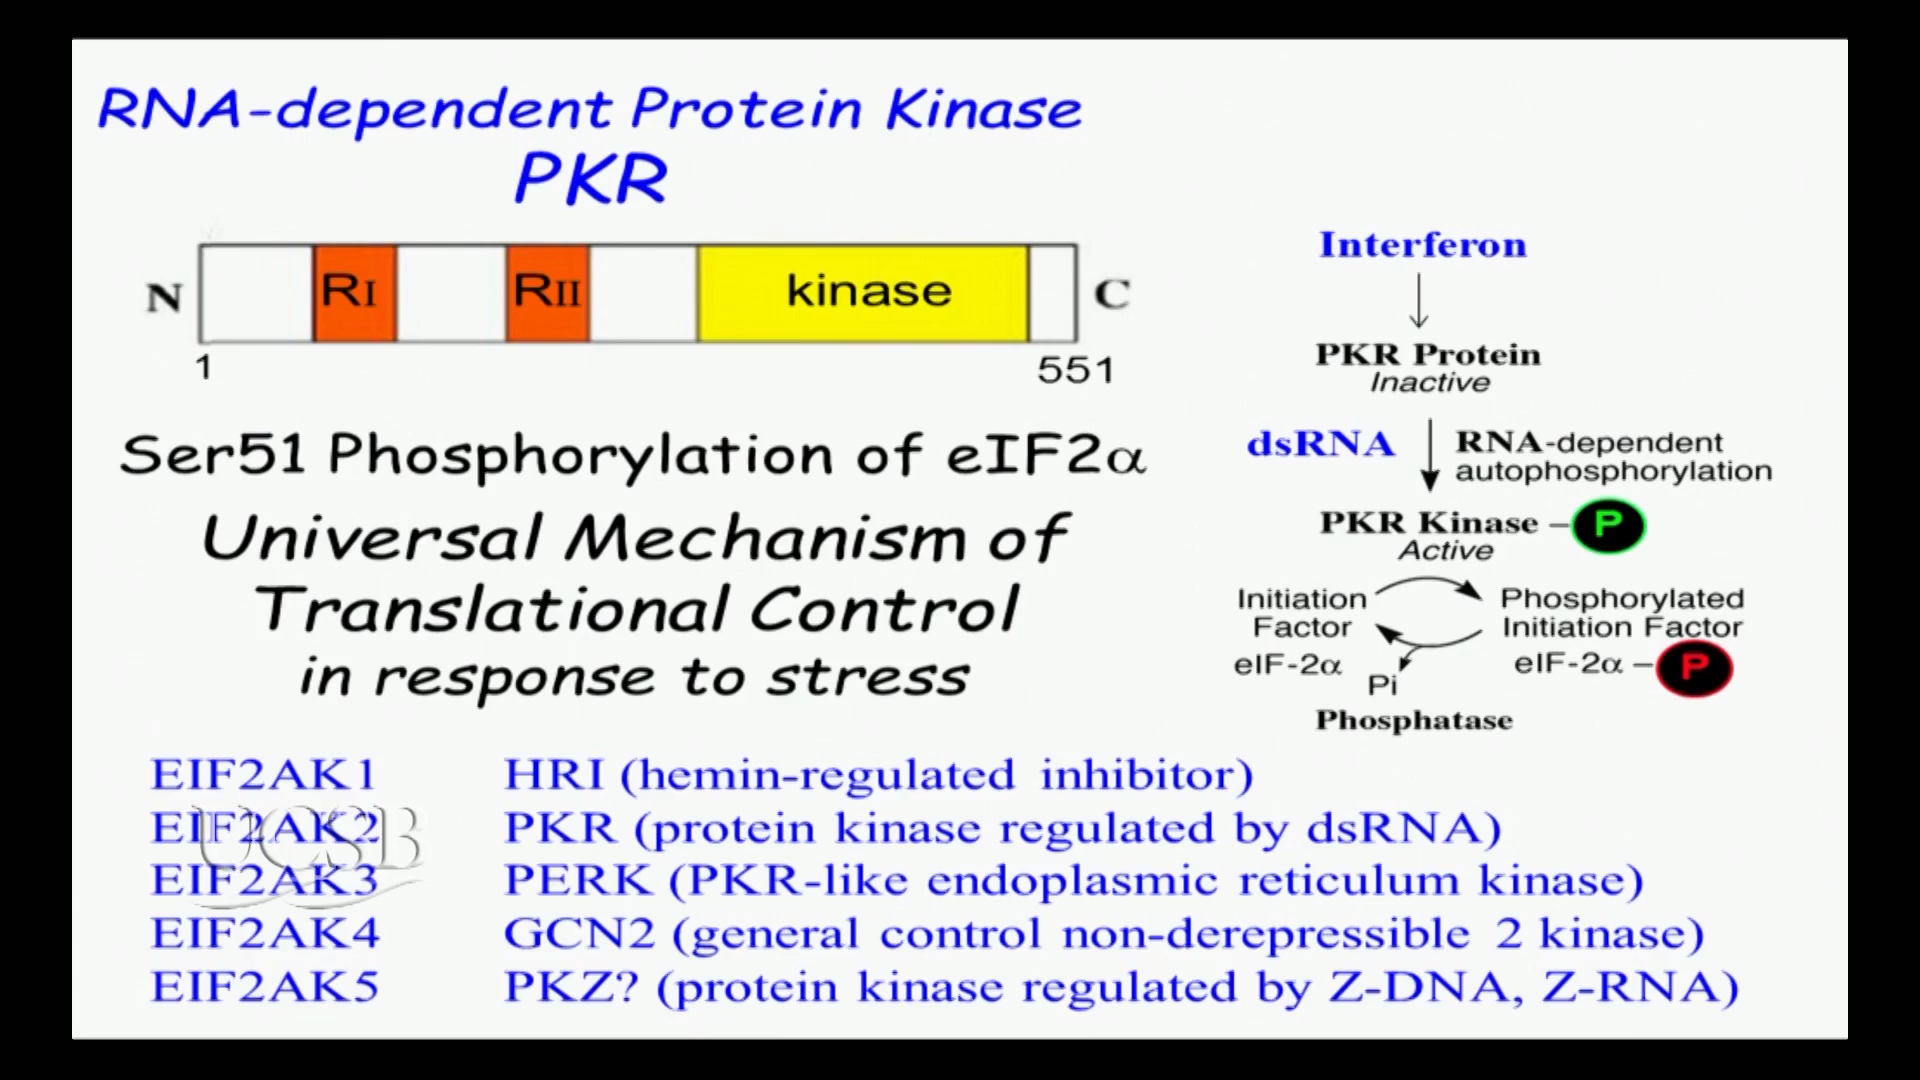 RNA-dependent Protein Kinase
PKR
N
RI
RII
kinase
C
1
551
Ser51 Phosphorylation of eIF2α
Universal Mechanism of
Translational Control
in response to stress
Interferon
PKR Protein
Inactive
dsRNA
RNA-dependent
autophosphorylation
PKR Kinase – P
Active
Initiation
Factor
eIF-2α
Phosphorylated
Initiation Factor
eIF-2α – P
Pi
Phosphatase
EIF2AK1 HRI (hemin-regulated inhibitor)
EIF2AK2 PKR (protein kinase regulated by dsRNA)
EIF2AK3 PERK (PKR-like endoplasmic reticulum kinase)
EIF2AK4 GCN2 (general control non-derepressible 2 kinase)
EIF2AK5 PKZ? (protein kinase regulated by Z-DNA, Z-RNA)
UCSB